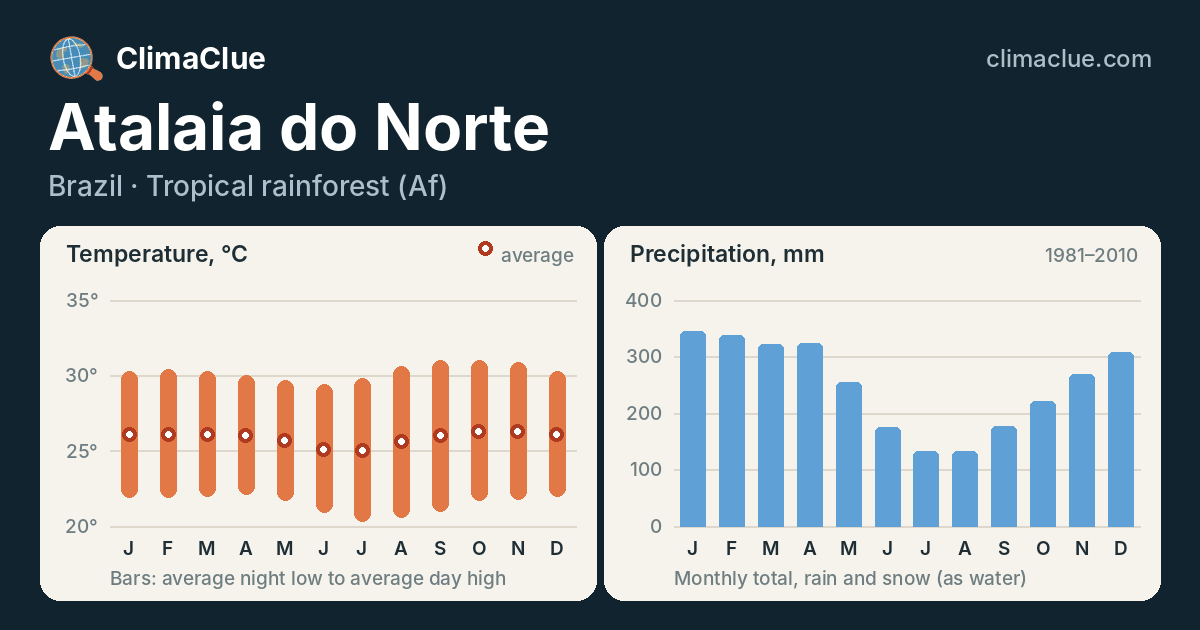 ClimaClue
climaclue.com
Atalaia do Norte
Brazil · Tropical rainforest (Af)
Temperature, °C
average
35°
30°
25°
20°
J F M A M J J A S O N D
Bars: average night low to average day high
Precipitation, mm
1981–2010
400
300
200
100
0
J F M A M J J A S O N D
Monthly total, rain and snow (as water)